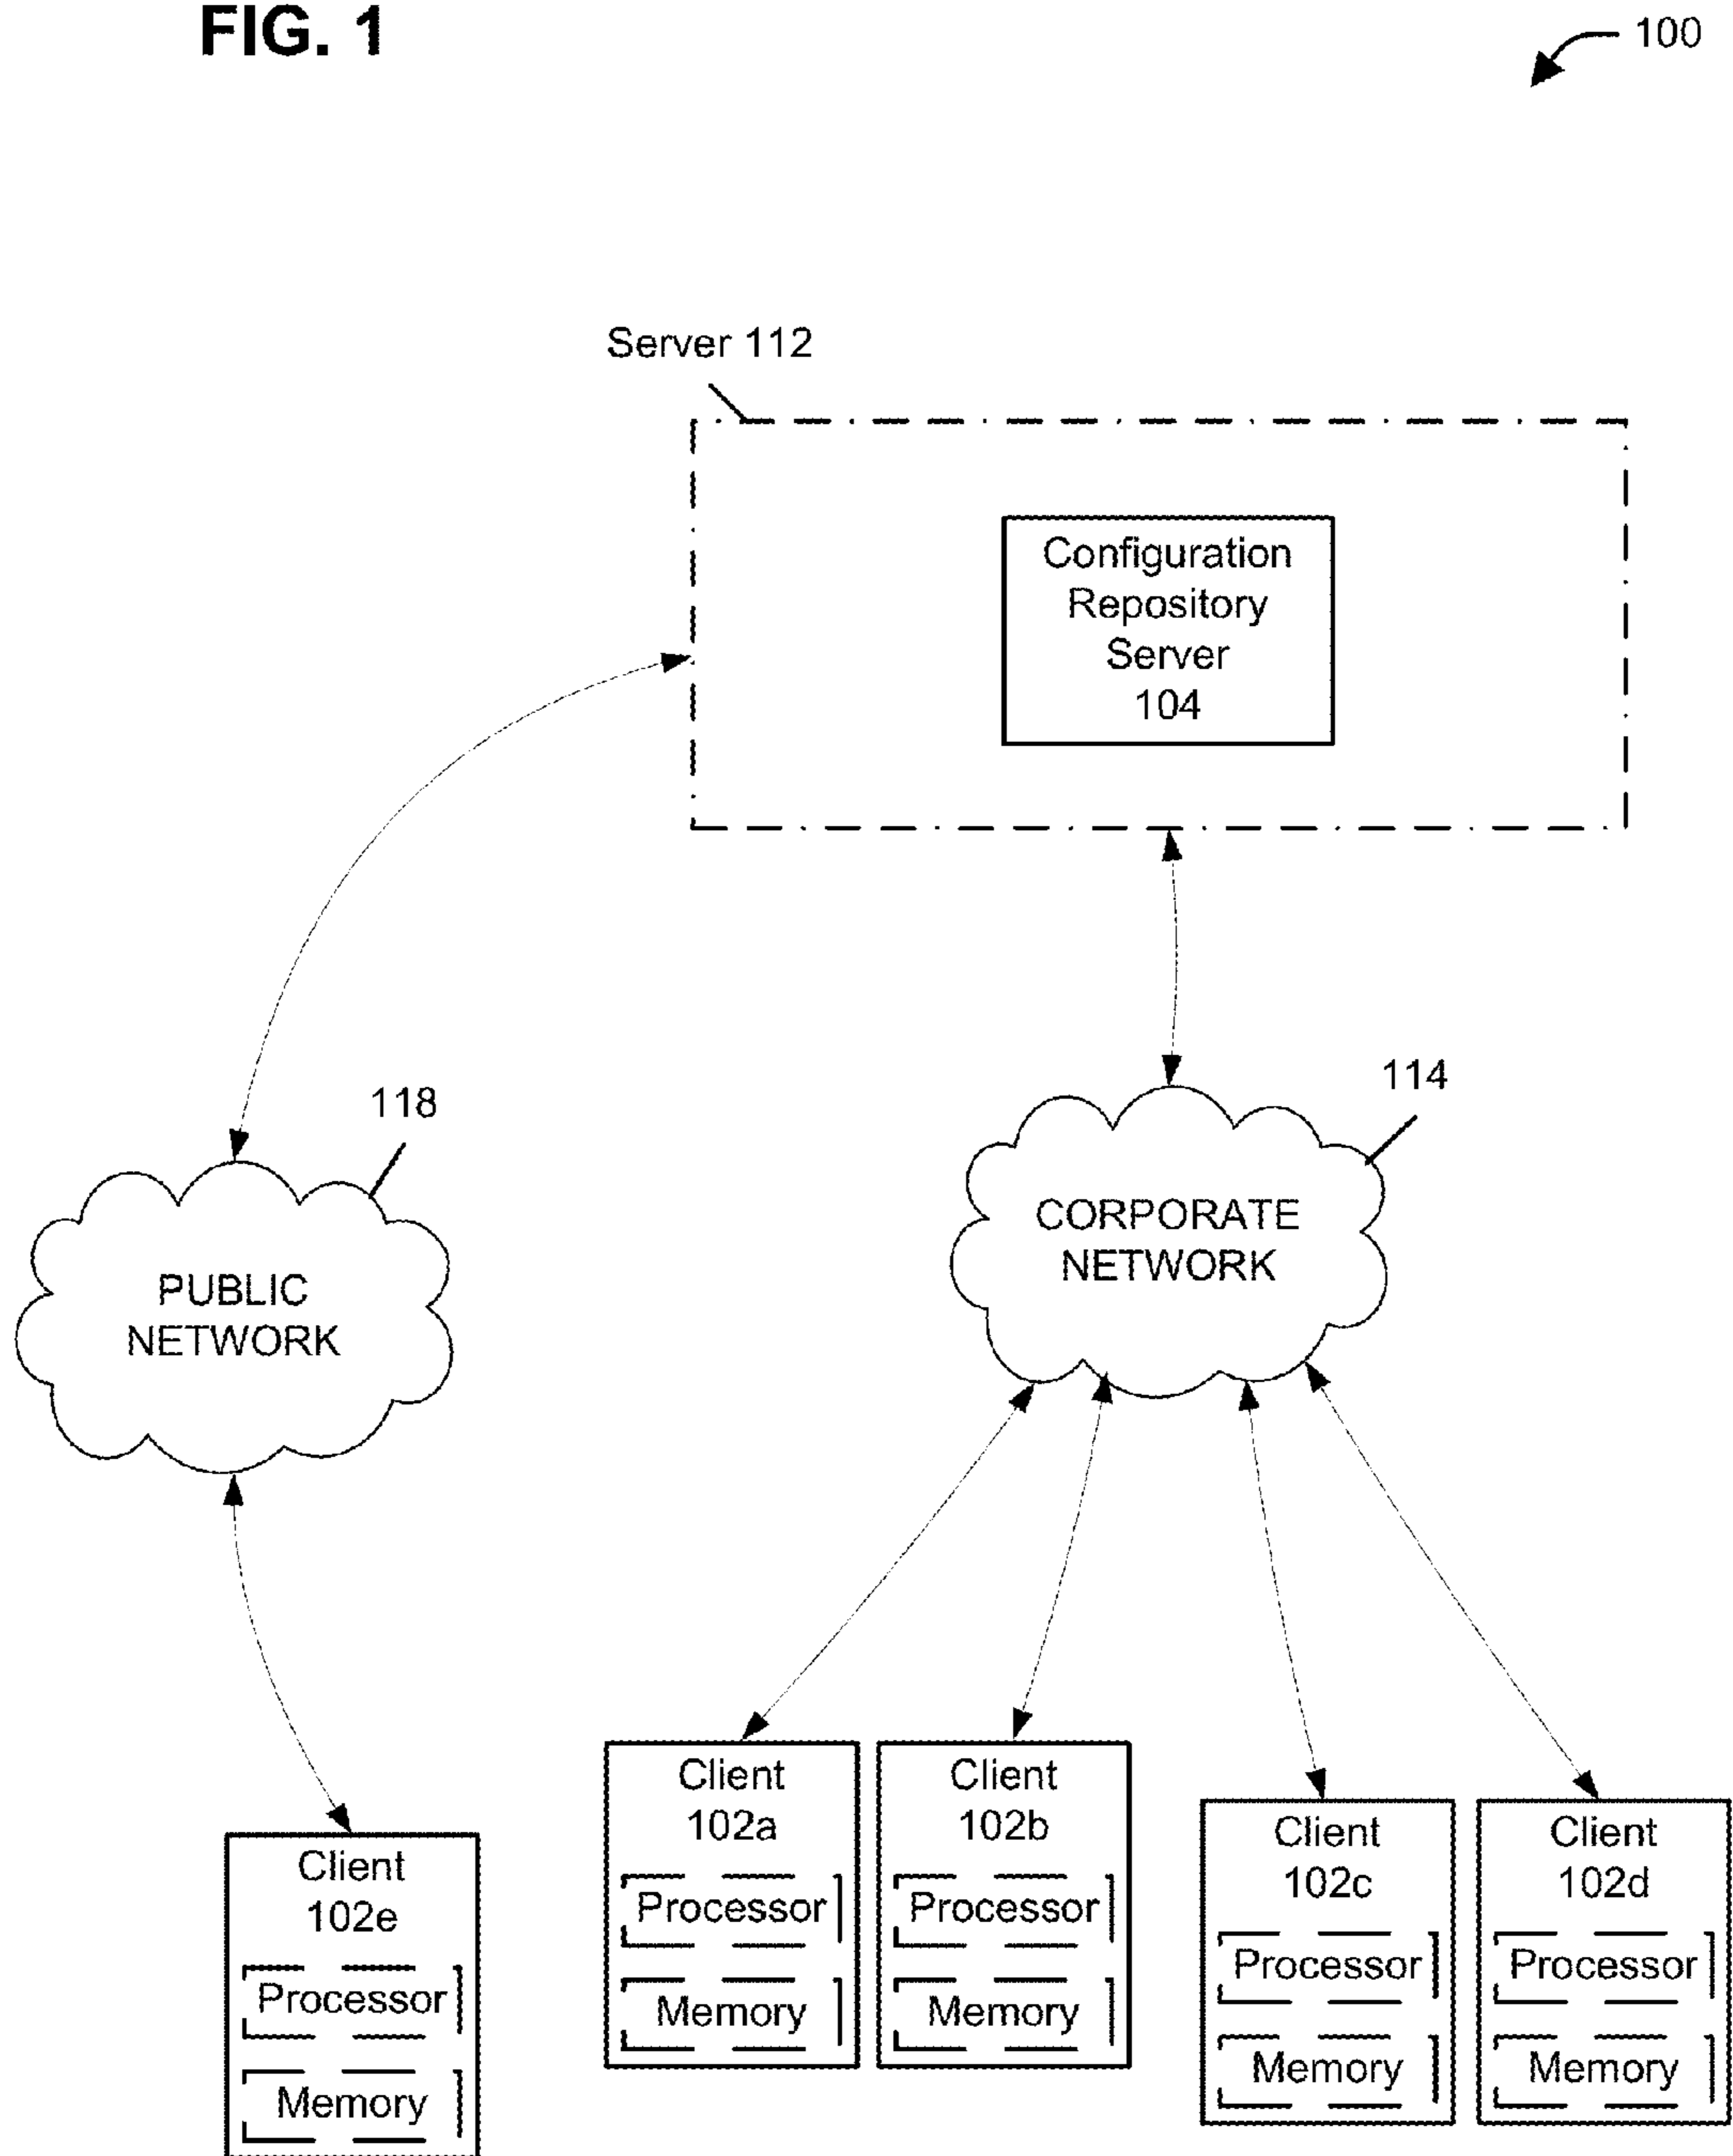 FIG. 1
100
Server 112
Configuration
Repository
Server
104
118
114
PUBLIC
NETWORK
CORPORATE
NETWORK
Client
102e
Processor
Memory
Client
102a
Processor
Memory
Client
102b
Processor
Memory
Client
102c
Processor
Memory
Client
102d
Processor
Memory